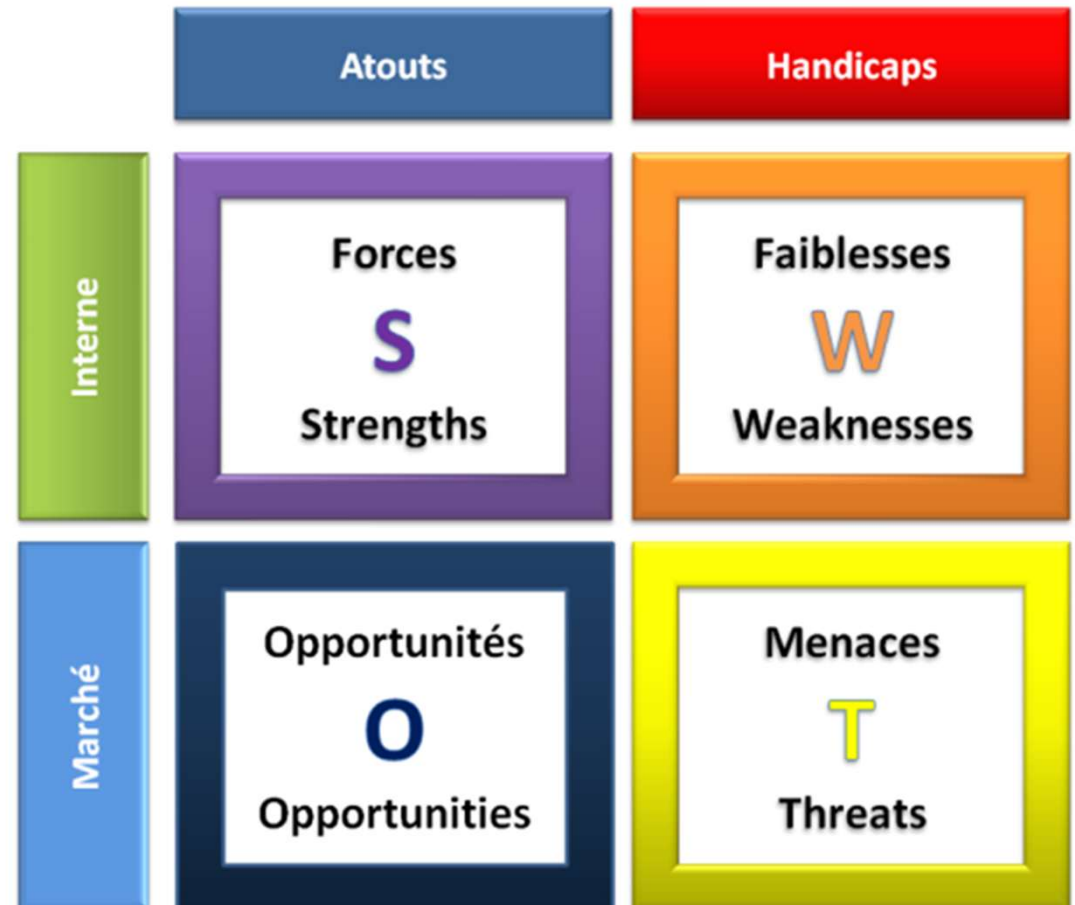 Atouts
Handicaps
Interne
Forces
S
Strengths
Faiblesses
W
Weaknesses
Marché
Opportunités
O
Opportunities
Menaces
T
Threats